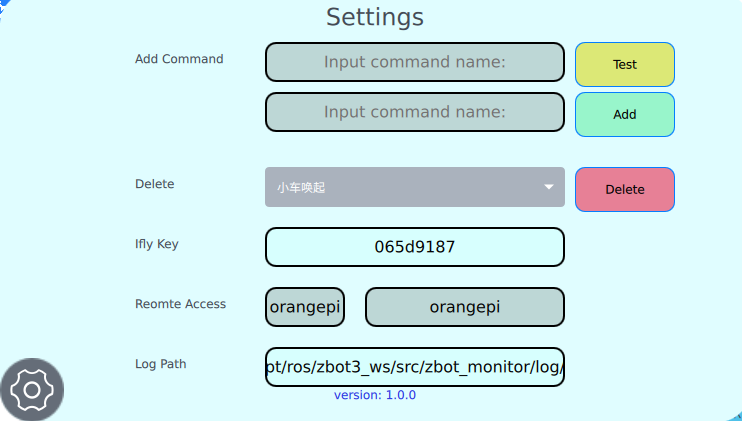 Settings
Add Command
Input command name:
Test
Input command name:
Add
Delete
小车唤起
Delete
Ifly Key
065d9187
Reomte Access
orangepi
orangepi
Log Path
pt/ros/zbot3_ws/src/zbot_monitor/log/
version: 1.0.0